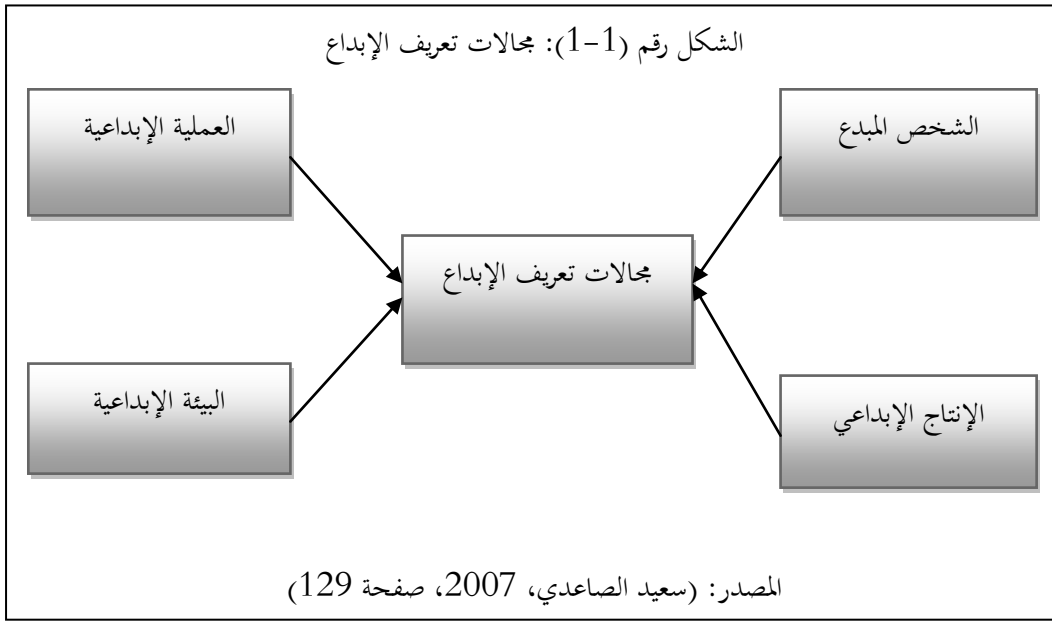 الشكل رقم (1-1): مجالات تعريف الإبداع
الشخص المبدع
العملية الإبداعية
مجالات تعريف الإبداع
الإنتاج الإبداعي
البيئة الإبداعية
المصدر: (سعيد الصاعدي، 2007، صفحة 129)